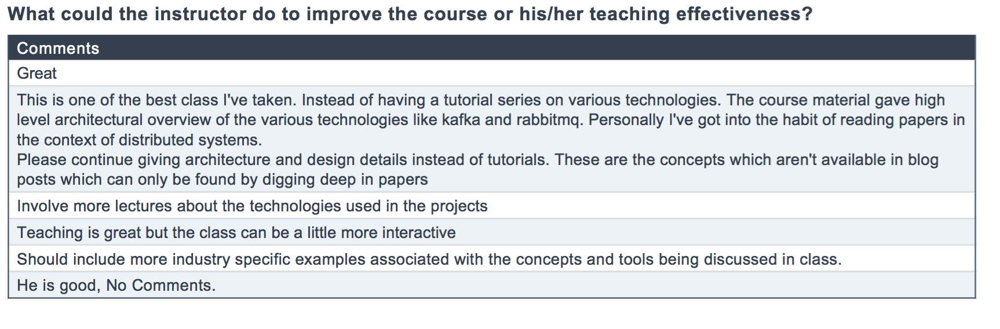 What could the instructor do to improve the course or his/her teaching effectiveness?
Comments
Great
This is one of the best class I've taken. Instead of having a tutorial series on various technologies. The course material gave high
level architectural overview of the various technologies like kafka and rabbitmq. Personally I've got into the habit of reading papers in
the context of distributed systems.
Please continue giving architecture and design details instead of tutorials. These are the concepts which aren't available in blog
posts which can only be found by digging deep in papers
Involve more lectures about the technologies used in the projects
Teaching is great but the class can be a little more interactive
Should include more industry specific examples associated with the concepts and tools being discussed in class.
He is good, No Comments.